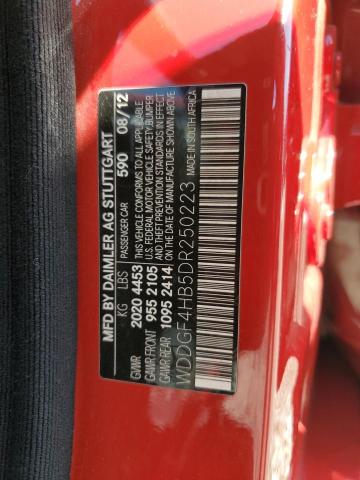 MFD BY DAIMLER AG STUTTGART
KG LBS PASSENGER CAR 590 08/12
GVWR 2020 4453 THIS VEHICLE CONFORMS TO ALL APPLICABLE
GAWR FRONT 955 2105 U.S. FEDERAL MOTOR VEHICLE SAFETY, BUMPER
GAWR REAR 1095 2414 AND THEFT PREVENTION STANDARDS IN EFFECT
ON THE DATE OF MANUFACTURE SHOWN ABOVE
WDDGF4HB5DR250223
MADE IN SOUTH AFRICA